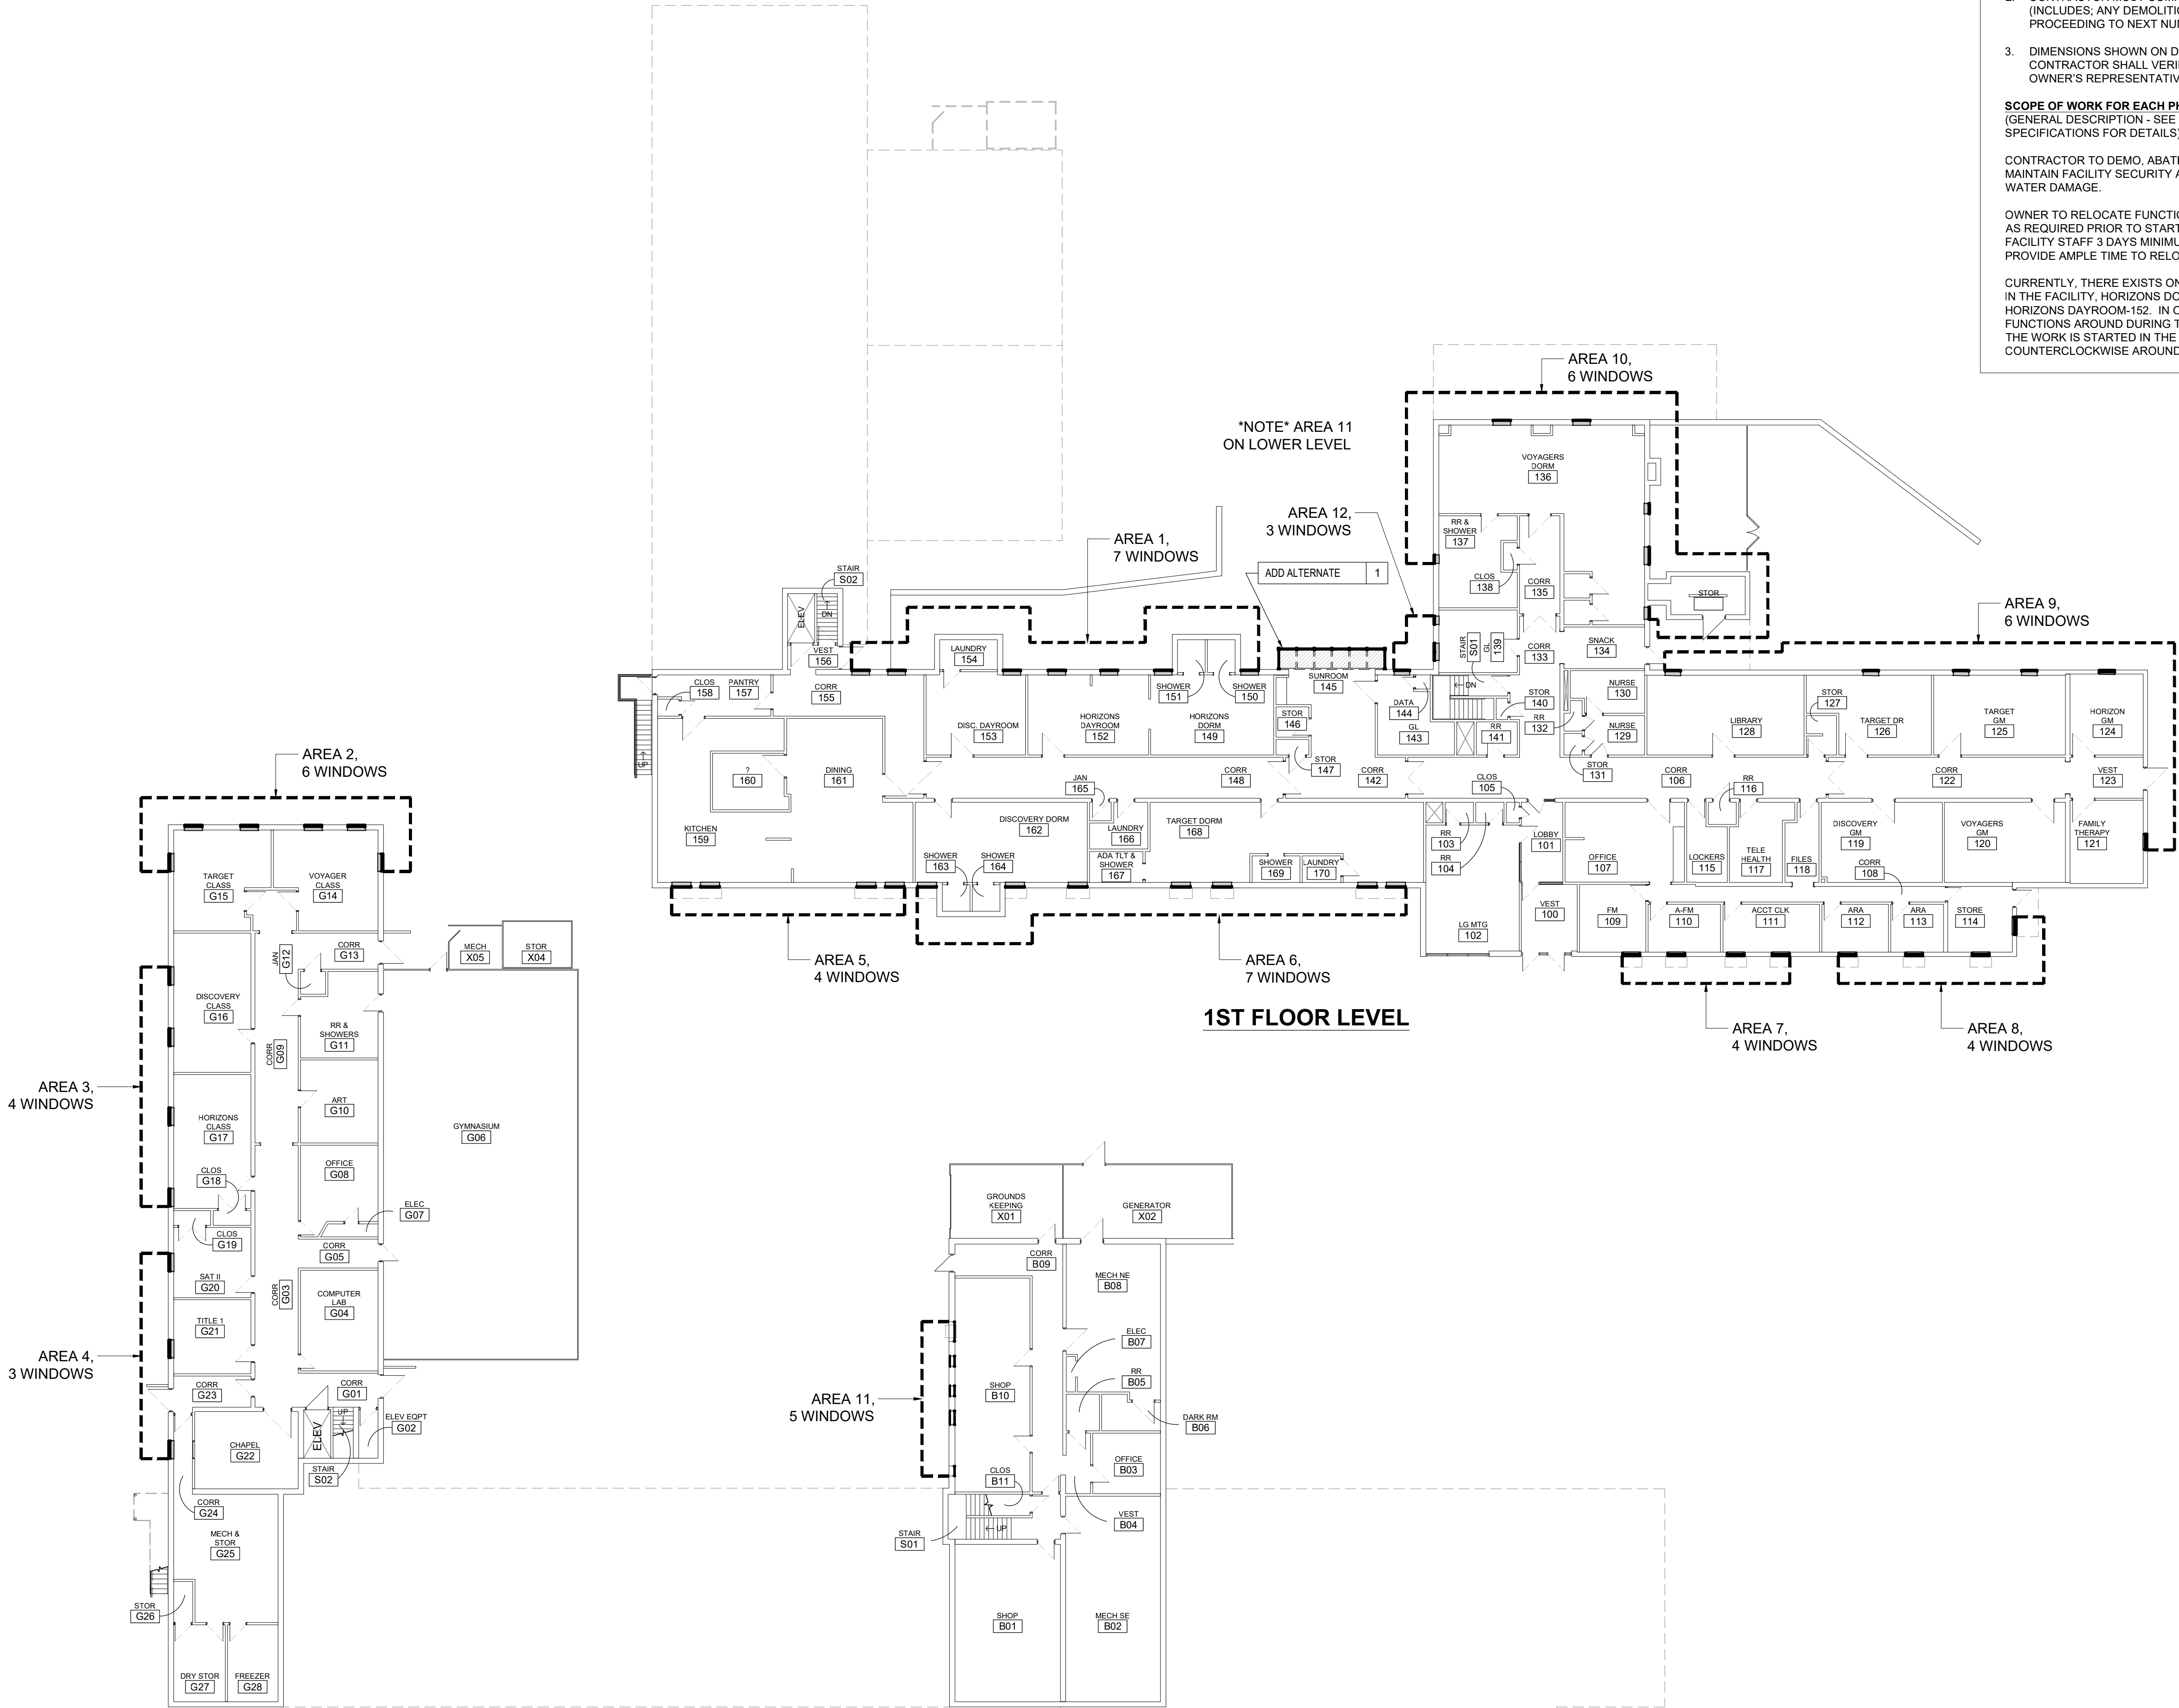 (INCLUDES; ANY DEMOLITI
PROCEEDING TO NEXT NU
3. DIMENSIONS SHOWN ON D
CONTRACTOR SHALL VERI
OWNER'S REPRESENTATIV
SCOPE OF WORK FOR EACH P
(GENERAL DESCRIPTION - SEE
SPECIFICATIONS FOR DETAILS)
CONTRACTOR TO DEMO, ABAT
MAINTAIN FACILITY SECURITY A
WATER DAMAGE.
OWNER TO RELOCATE FUNCTI
AS REQUIRED PRIOR TO START
FACILITY STAFF 3 DAYS MINIMU
PROVIDE AMPLE TIME TO RELO
CURRENTLY, THERE EXISTS ON
IN THE FACILITY, HORIZONS DO
HORIZONS DAYROOM-152. IN
FUNCTIONS AROUND DURING T
THE WORK IS STARTED IN THE
COUNTERCLOCKWISE AROUND
AREA 10,
6 WINDOWS
*NOTE* AREA 11
ON LOWER LEVEL
AREA 12,
3 WINDOWS
AREA 1,
7 WINDOWS
ADD ALTERNATE 1
AREA 9,
6 WINDOWS
VOYAGERS
DORM
136
RR &
SHOWER
137
CLOS
138
CORR
135
STOR
STAIR
S01
GL
139
CORR
133
SNACK
134
DN
STOR
140
RR
132
RR
141
NURSE
130
NURSE
129
STOR
131
STAIR
S02
ELEV
DN
VEST
156
LAUNDRY
154
CLOS
158
PANTRY
157
CORR
155
SHOWER
151
SHOWER
150
SUNROOM
145
DATA
144
STOR
146
GL
143
DISC. DAYROOM
153
HORIZONS
DAYROOM
152
HORIZONS
DORM
149
STOR
147
LIBRARY
128
STOR
127
TARGET DR
126
TARGET
GM
125
HORIZON
GM
124
UP
?
160
DINING
161
JAN
165
CORR
148
CORR
142
CLOS
105
CORR
106
RR
116
CORR
122
VEST
123
KITCHEN
159
DISCOVERY DORM
162
LAUNDRY
166
TARGET DORM
168
SHOWER
163
SHOWER
164
ADA TLT &
SHOWER
167
SHOWER
169
LAUNDRY
170
RR
103
RR
104
LOBBY
101
OFFICE
107
LOCKERS
115
TELE
HEALTH
117
FILES
118
DISCOVERY
GM
119
CORR
108
VOYAGERS
GM
120
FAMILY
THERAPY
121
VEST
100
LG MTG
102
FM
109
A-FM
110
ACCT CLK
111
ARA
112
ARA
113
STORE
114
AREA 5,
4 WINDOWS
AREA 6,
7 WINDOWS
AREA 7,
4 WINDOWS
AREA 8,
4 WINDOWS
1ST FLOOR LEVEL
AREA 2,
6 WINDOWS
TARGET
CLASS
G15
VOYAGER
CLASS
G14
JAN
G12
CORR
G13
MECH
X05
STOR
X04
DISCOVERY
CLASS
G16
RR &
SHOWERS
G11
CORR
G09
AREA 3,
4 WINDOWS
ART
G10
HORIZONS
CLASS
G17
GYMNASIUM
G06
CLOS
G18
OFFICE
G08
ELEC
G07
CLOS
G19
CORR
G05
SAT II
G20
CORR
G03
COMPUTER
LAB
G04
TITLE 1
G21
AREA 4,
3 WINDOWS
CORR
G23
CORR
G01
UP
ELEV
ELEV EQPT
G02
CHAPEL
G22
STAIR
S02
CORR
G24
MECH &
STOR
G25
STOR
G26
DRY STOR
G27
FREEZER
G28
GROUNDS
KEEPING
X01
GENERATOR
X02
CORR
B09
MECH NE
B08
ELEC
B07
RR
B05
SHOP
B10
AREA 11,
5 WINDOWS
DARK RM
B06
OFFICE
B03
CLOS
B11
VEST
B04
UP
STAIR
S01
SHOP
B01
MECH SE
B02